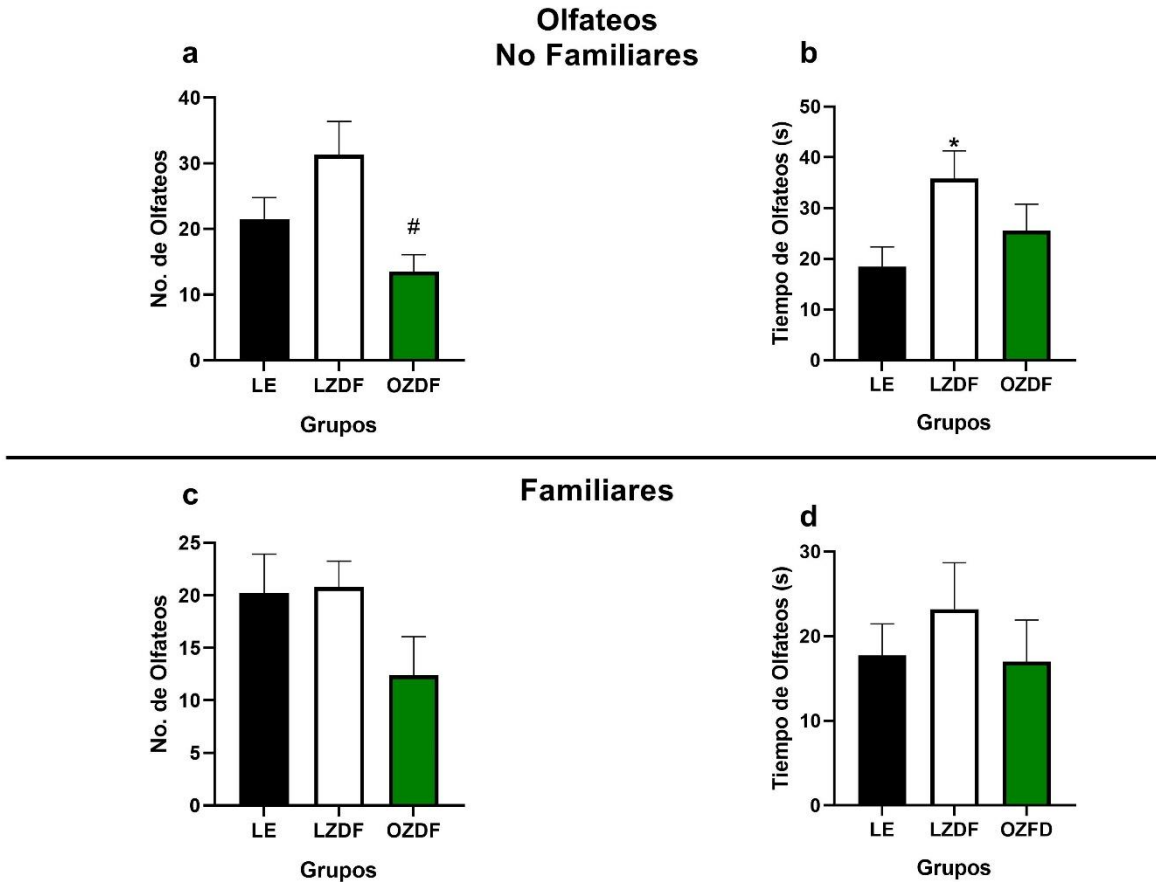 Olfateos
No Familiares
a
No. de Olfateos
40
30
20
10
0
#
LE LZDF OZDF
Grupos
b
Tiempo de Olfateos (s)
50
40
30
20
10
0
*
LE LZDF OZDF
Grupos
Familiares
c
No. de Olfateos
25
20
15
10
5
0
LE LZDF OZDF
Grupos
d
Tiempo de Olfateos (s)
30
20
10
0
LE LZDF OZFD
Grupos